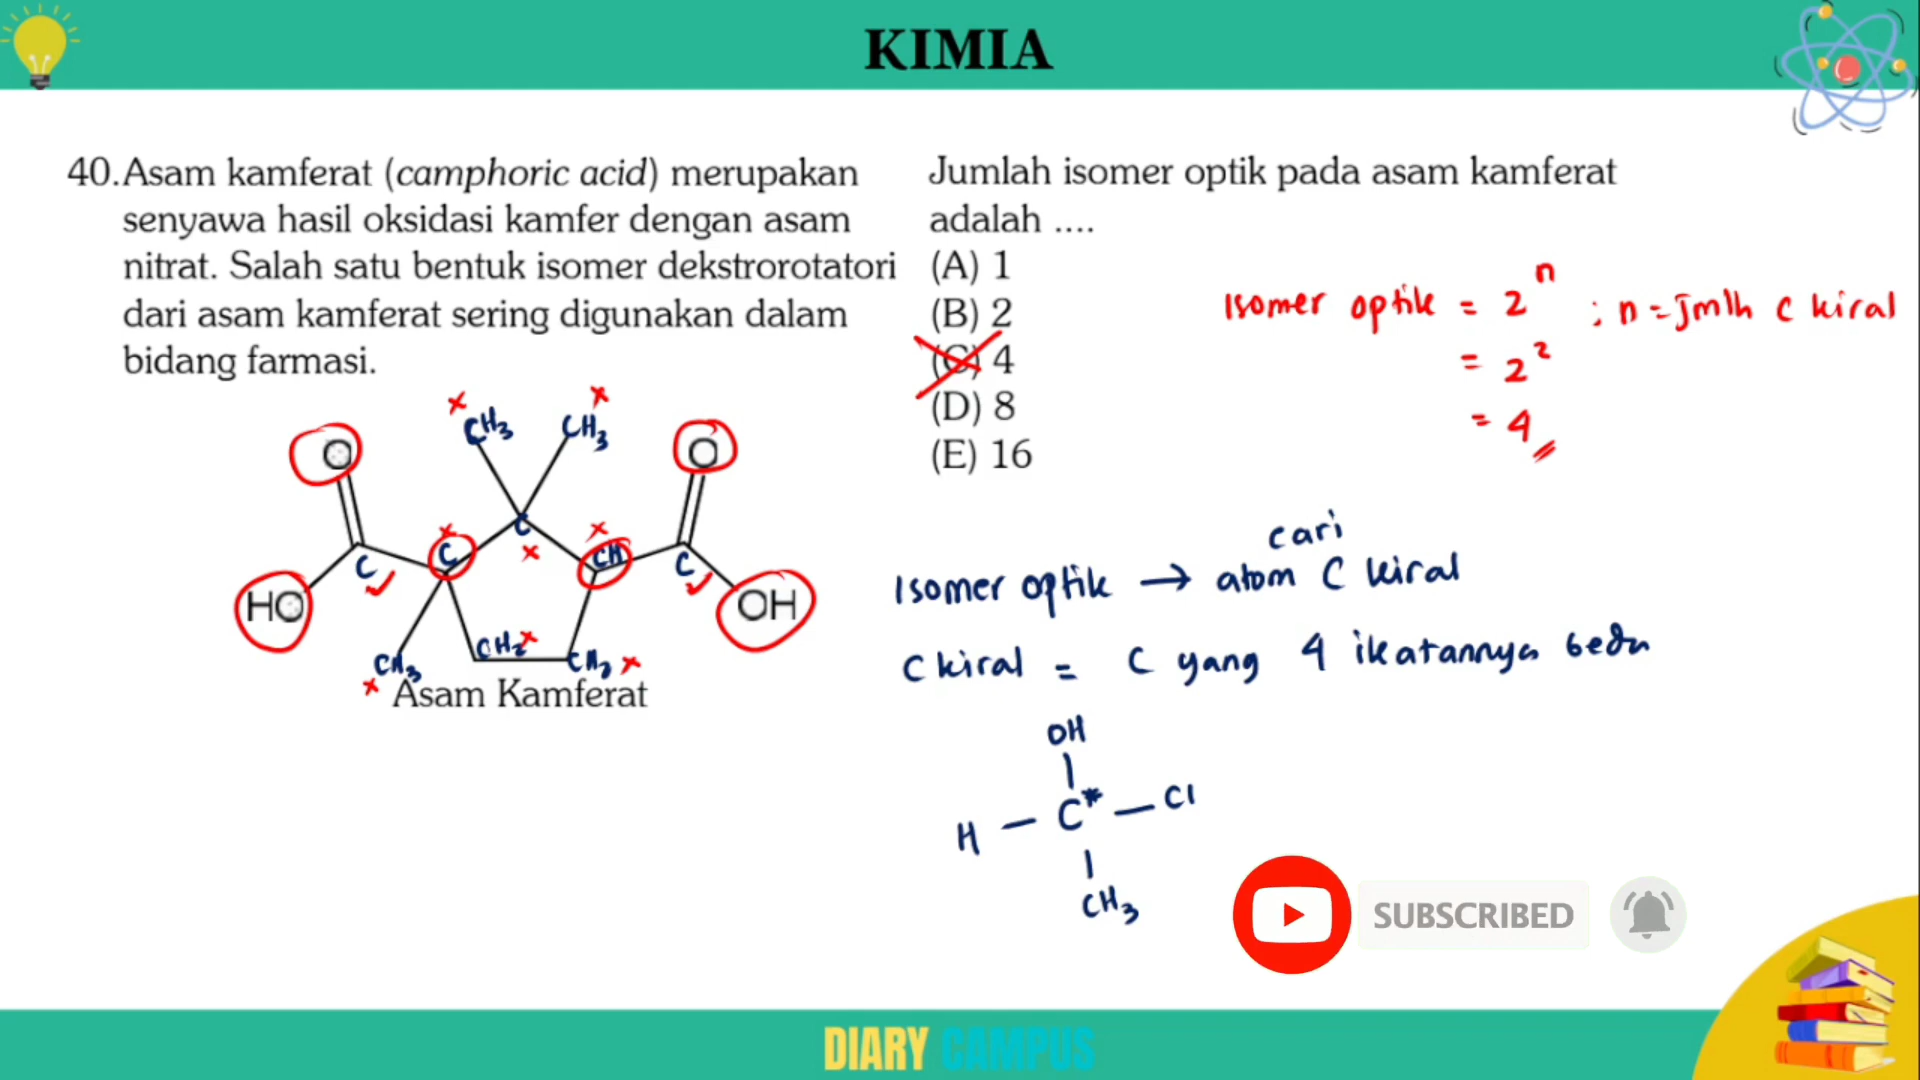 KIMIA
40. Asam kamferat (camphoric acid) merupakan
senyawa hasil oksidasi kamfer dengan asam
nitrat. Salah satu bentuk isomer dekstrorotatori
dari asam kamferat sering digunakan dalam
bidang farmasi.
CH3 CH3
O O
C C CH C
HO OH
CH3 CH2 CH2
Asam Kamferat
Jumlah isomer optik pada asam kamferat
adalah ....
(A) 1
(B) 2
(C) 4
(D) 8
(E) 16
Isomer optik = 2^n ; n = Jmlh C kiral
= 2^2
= 4
cari
Isomer optik → atom C kiral
C kiral = C yang 4 ikatannya beda
OH
H - C* - Cl
CH3
SUBSCRIBED
DIARY CAMPUS